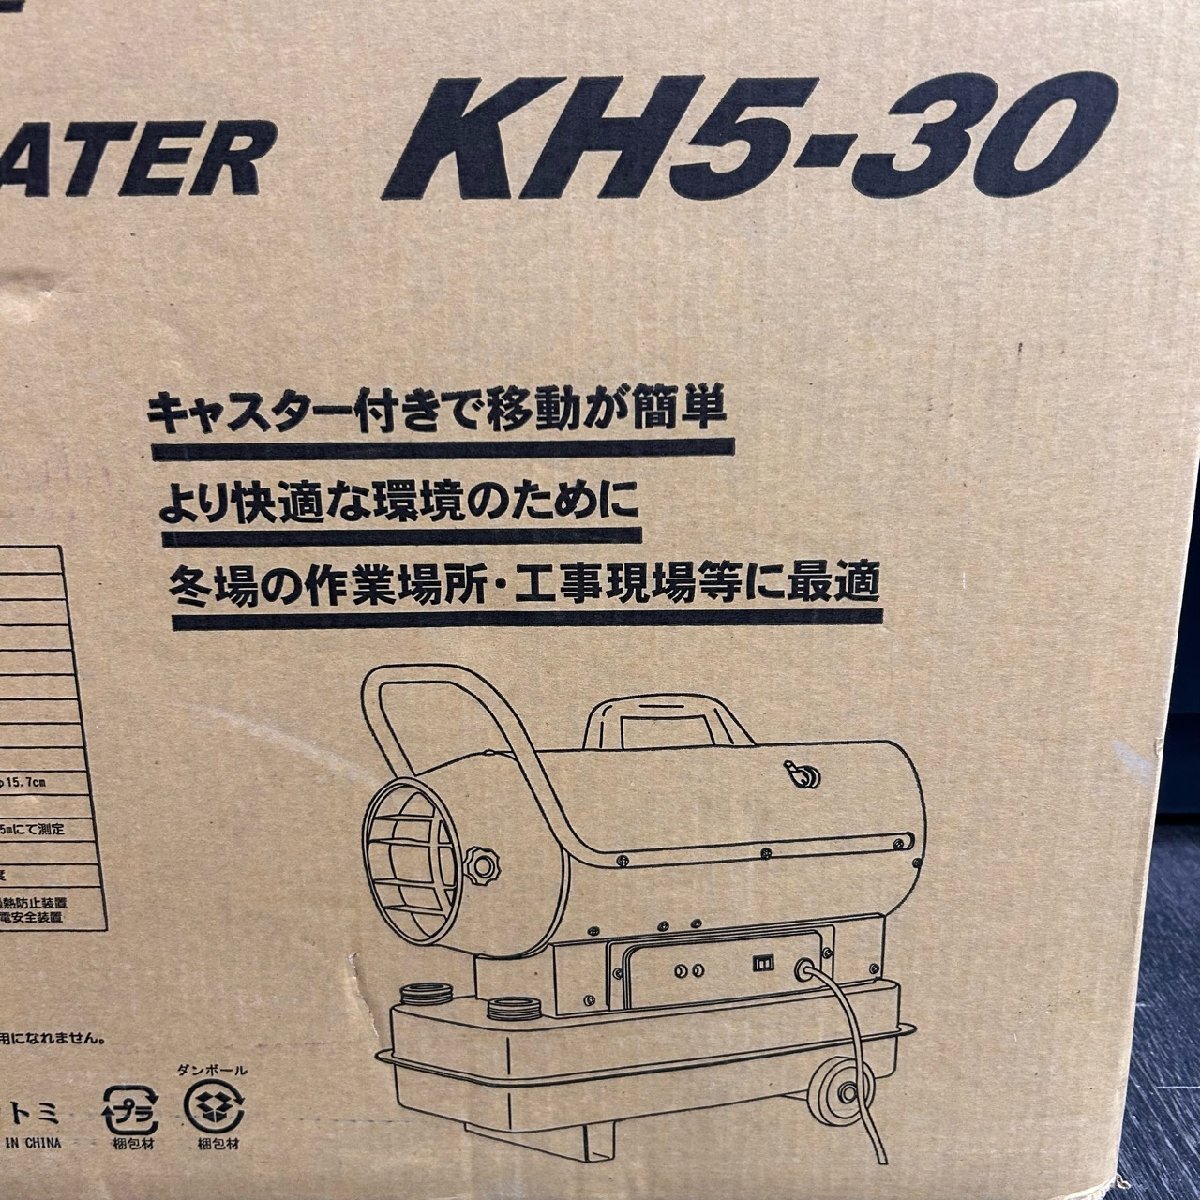 ATER KH5-30
キャスター付きで移動が簡単
より快適な環境のために
冬場の作業場所・工事現場等に最適
15.7cm
5mにて測定
度
過熱防止装置
電安全装置
用になれません。
ダンボール
トミ
プラ
IN CHINA
梱包材
梱包材